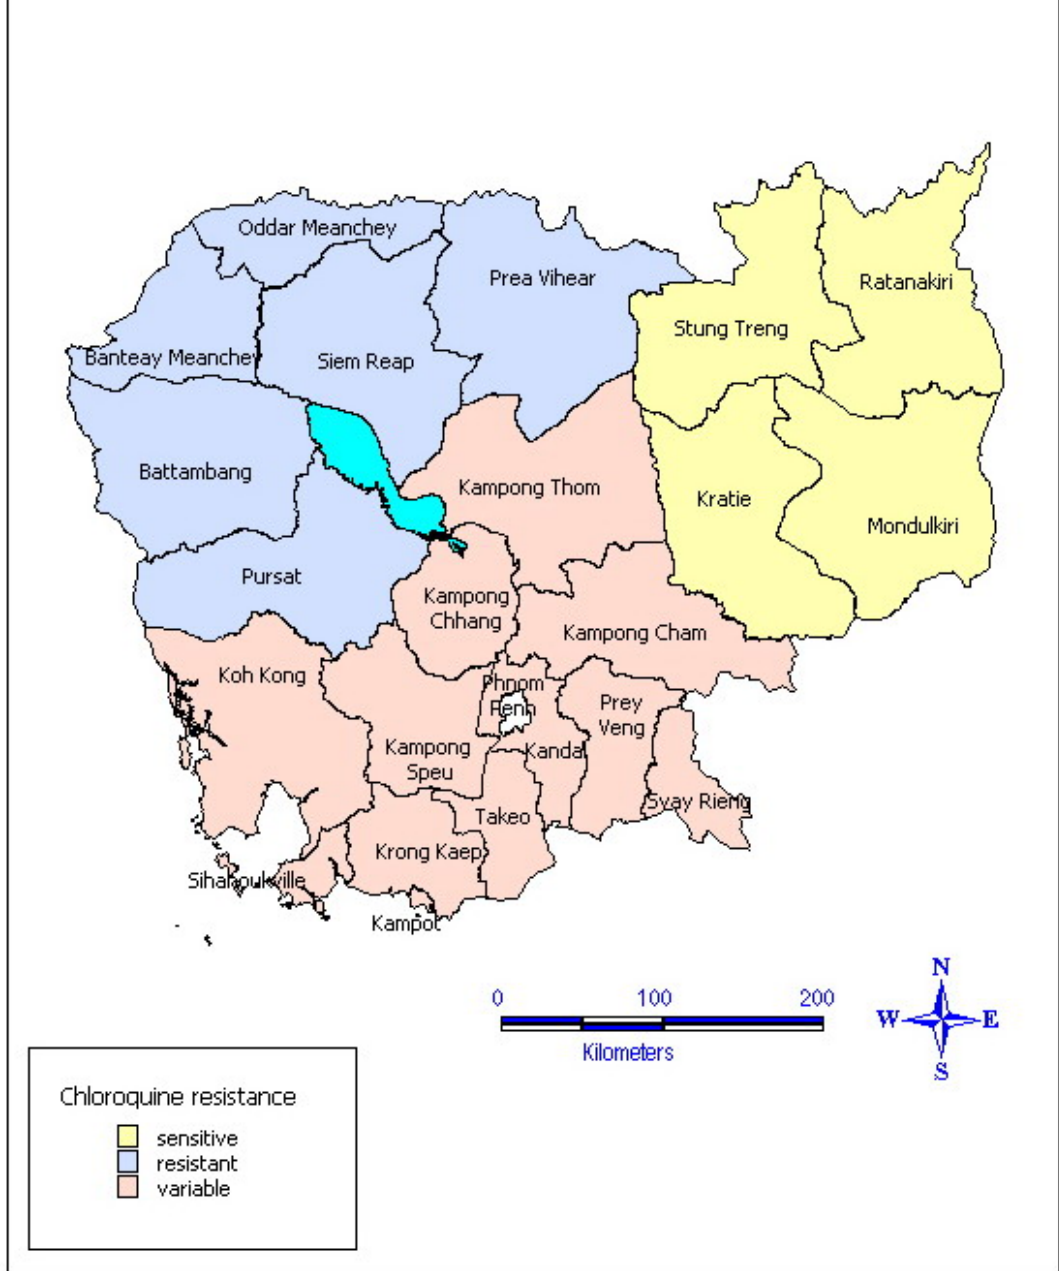 Oddar Meanchey
Prea Vihear
Ratanakiri
Stung Treng
Banteay Meanchey
Siem Reap
Battambang
Kampong Thom
Kratie
Mondulkiri
Pursat
Kampong
Chhang
Kampong Cham
Koh Kong
Phnom
Penh
Prey
Veng
Kampong
Speu
Kandal
Svay Rieng
Takeo
Krong Kaep
Sihanoukville
Kampot
N
W
E
S
0 100 200
Kilometers
Chloroquine resistance
sensitive
resistant
variable